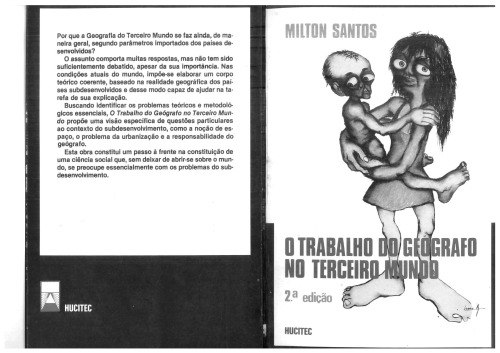 Por que a Geografia do Terceiro Mundo se faz ainda, de ma-
neira geral, segundo parâmetros importados dos países de-
senvolvidos?
O assunto comporta muitas respostas, mas não tem sido
suficientemente debatido, apesar da sua importância. Nas
condições atuais do mundo, impõe-se elaborar um corpo
teórico coerente, baseado na realidade geográfica dos paí-
ses subdesenvolvidos e desse modo capaz de ajudar na ta-
refa de sua explicação.
Buscando identificar os problemas teóricos e metodoló-
gicos essenciais, O Trabalho do Geógrafo no Terceiro Mun-
do propõe uma visão específica de questões particulares
ao contexto do subdesenvolvimento, como a noção de es-
paço, o problema da urbanização e a responsabilidade do
geógrafo.
Esta obra constitui um passo à frente na constituição de
uma ciência social que, sem deixar de abrir-se sobre o mun-
do, se preocupe essencialmente com os problemas do sub-
desenvolvimento.
HUCITEC
MILTON SANTOS
O TRABALHO DO GEÓGRAFO
NO TERCEIRO MUNDO
2.ª edição
HUCITEC